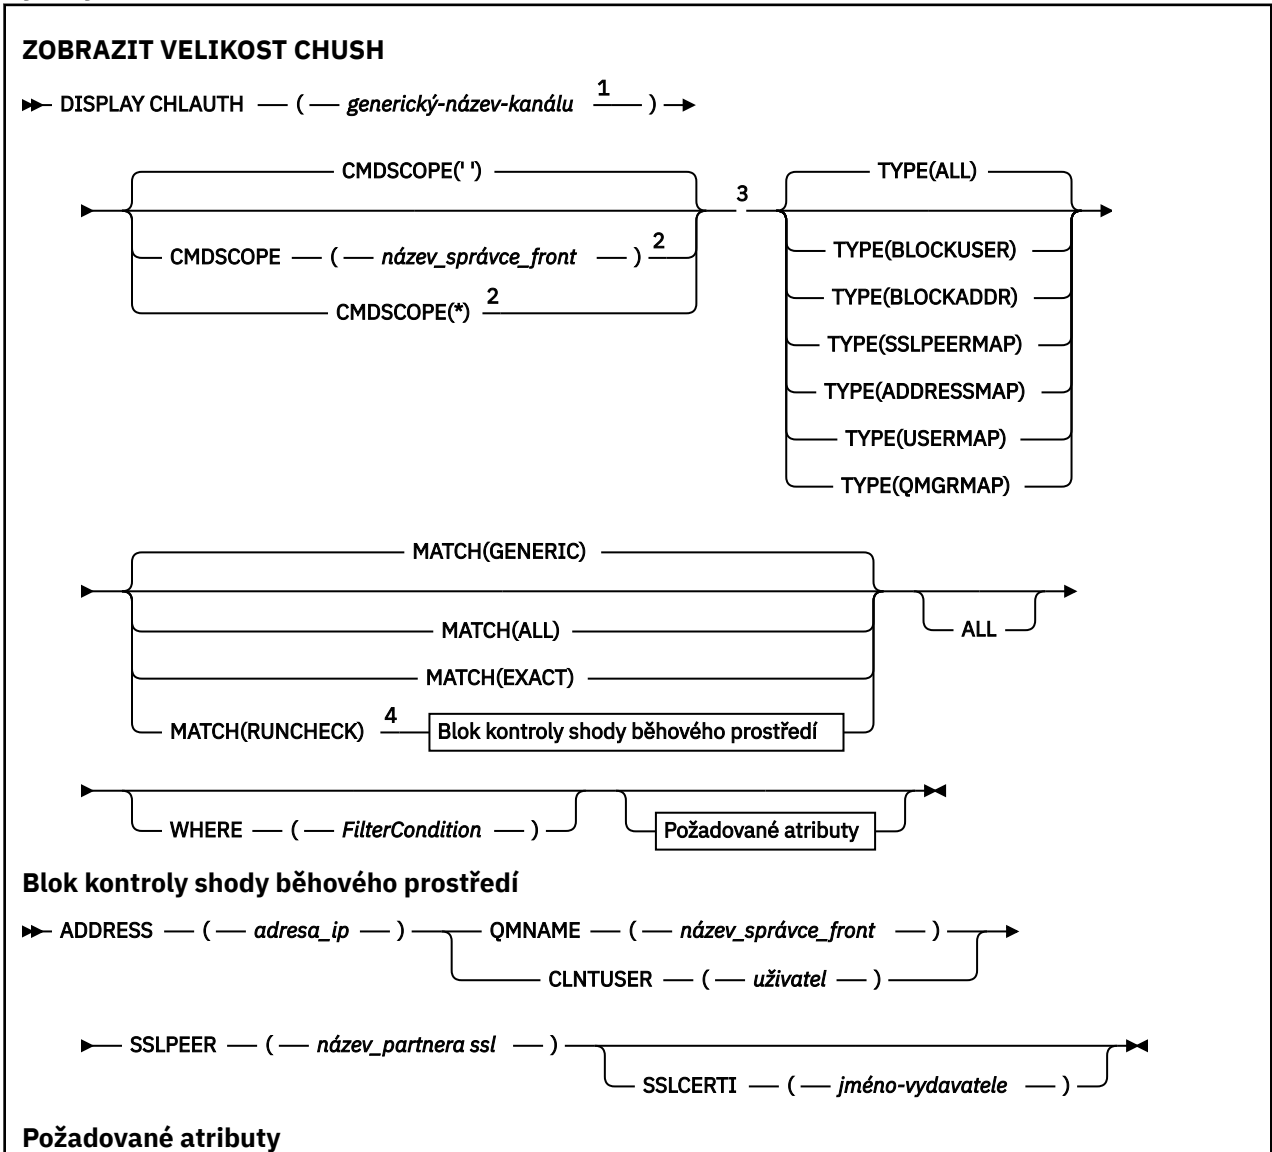 ZOBRAZIT VELIKOST CHUSH
DISPLAY CHLAUTH ( generický-název-kanálu 1 )
CMDSCOPE(' ')
CMDSCOPE ( název_správce_front ) 2
CMDSCOPE(*) 2
3
TYPE(ALL)
TYPE(BLOCKUSER)
TYPE(BLOCKADDR)
TYPE(SSLPEERMAP)
TYPE(ADDRESSMAP)
TYPE(USERMAP)
TYPE(QMGRMAP)
MATCH(GENERIC)
MATCH(ALL)
MATCH(EXACT)
MATCH(RUNCHECK) 4 Blok kontroly shody běhového prostředí
ALL
WHERE ( FilterCondition )
Požadované atributy
Blok kontroly shody běhového prostředí
ADDRESS ( adresa_ip ) QMNAME ( název_správce_front )
CLNTUSER ( uživatel )
SSLPEER ( název_partnera ssl )
SSLCERTI ( jméno-vydavatele )
Požadované atributy